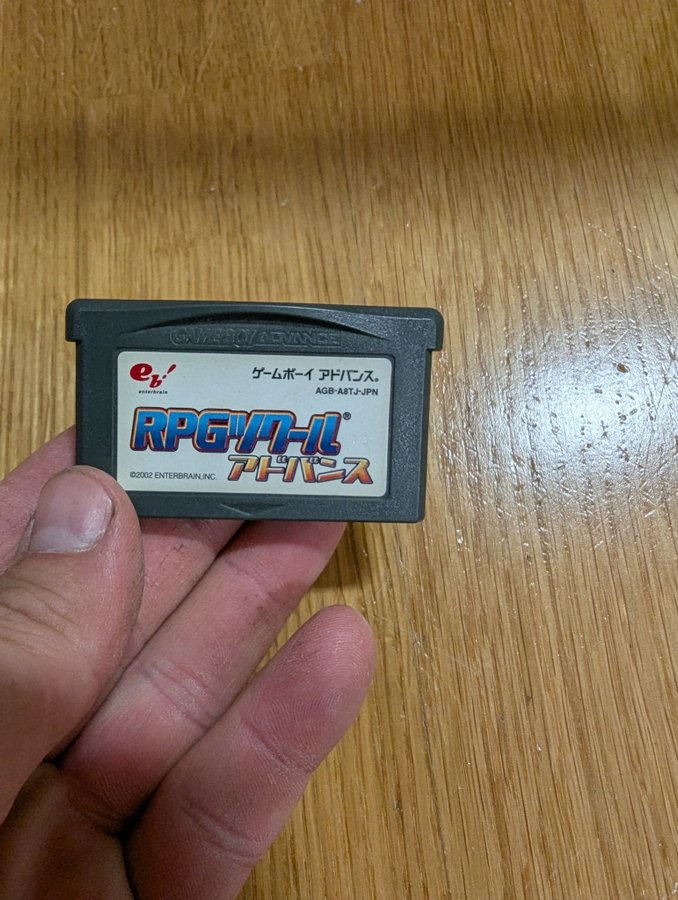 GAME BOY ADVANCE
eb!
enterbrain
ゲームボーイ アドバンス®
AGB-A8TJ-JPN
RPGツクール®
アドバンス
©2002 ENTERBRAIN,INC.